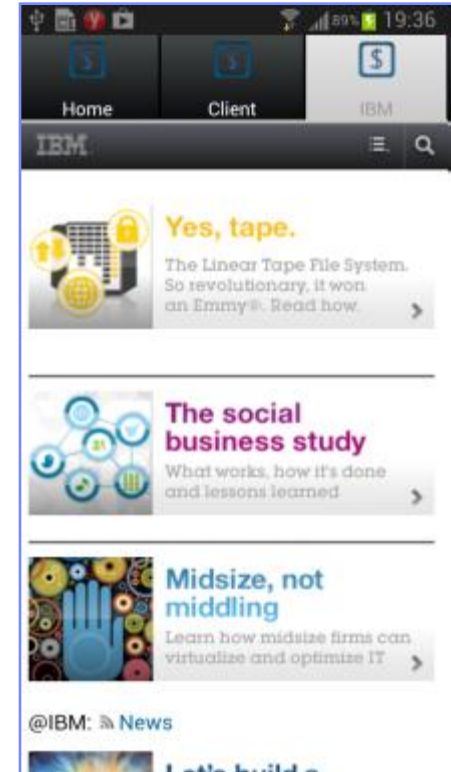 89% 19:36
Home Client IBM
IBM
Yes, tape.
The Linear Tape File System.
So revolutionary, it won
an Emmy®. Read how.
The social
business study
What works, how it's done
and lessons learned
Midsize, not
middling
Learn how midsize firms can
virtualize and optimize IT
@IBM: News
Let's build a